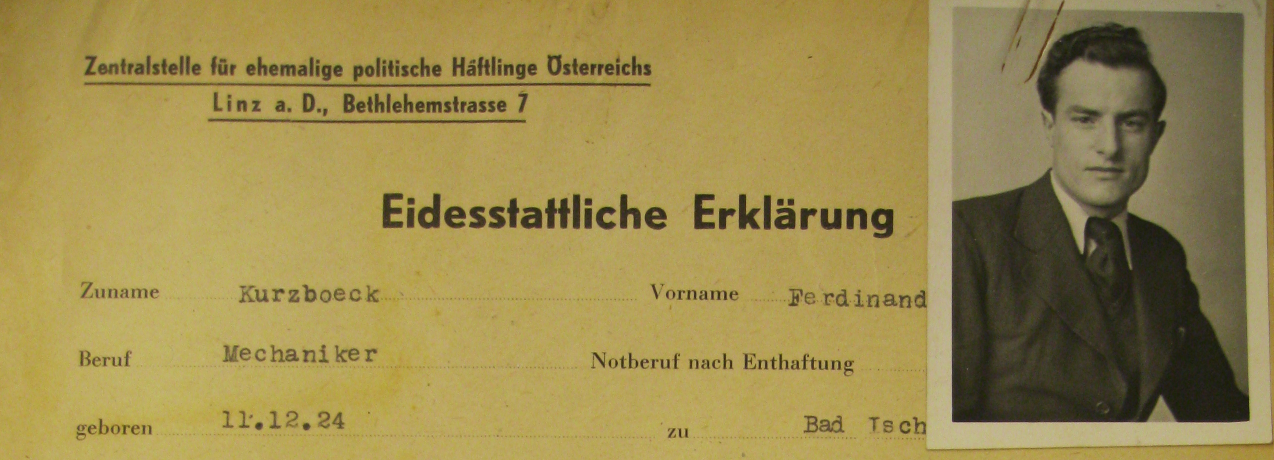 Zentralstelle für ehemalige politische Häftlinge Österreichs
Linz a. D., Bethlehemstrasse 7
Eidesstattliche Erklärung
Zuname Kurzboeck Vorname Ferdinand
Beruf Mechaniker Notberuf nach Enthaftung
geboren 11.12.24 zu Bad Isch